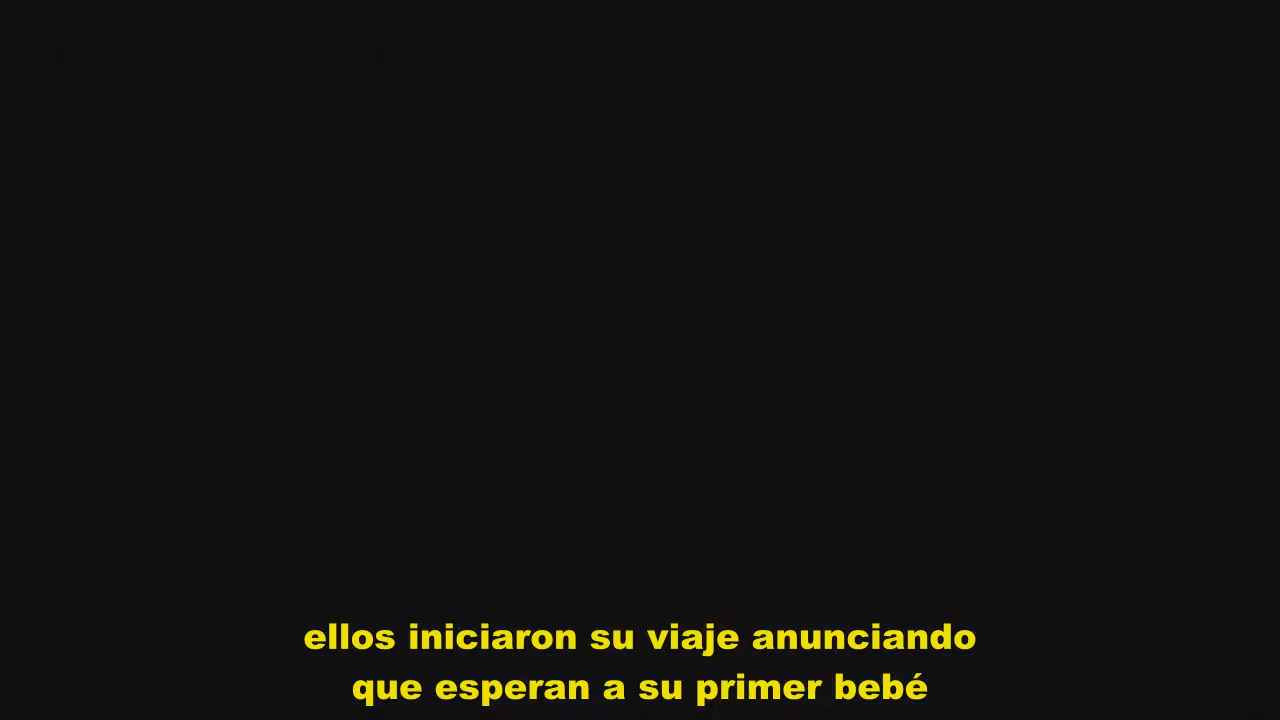 ellos iniciaron su viaje anunciando
que esperan a su primer bebé